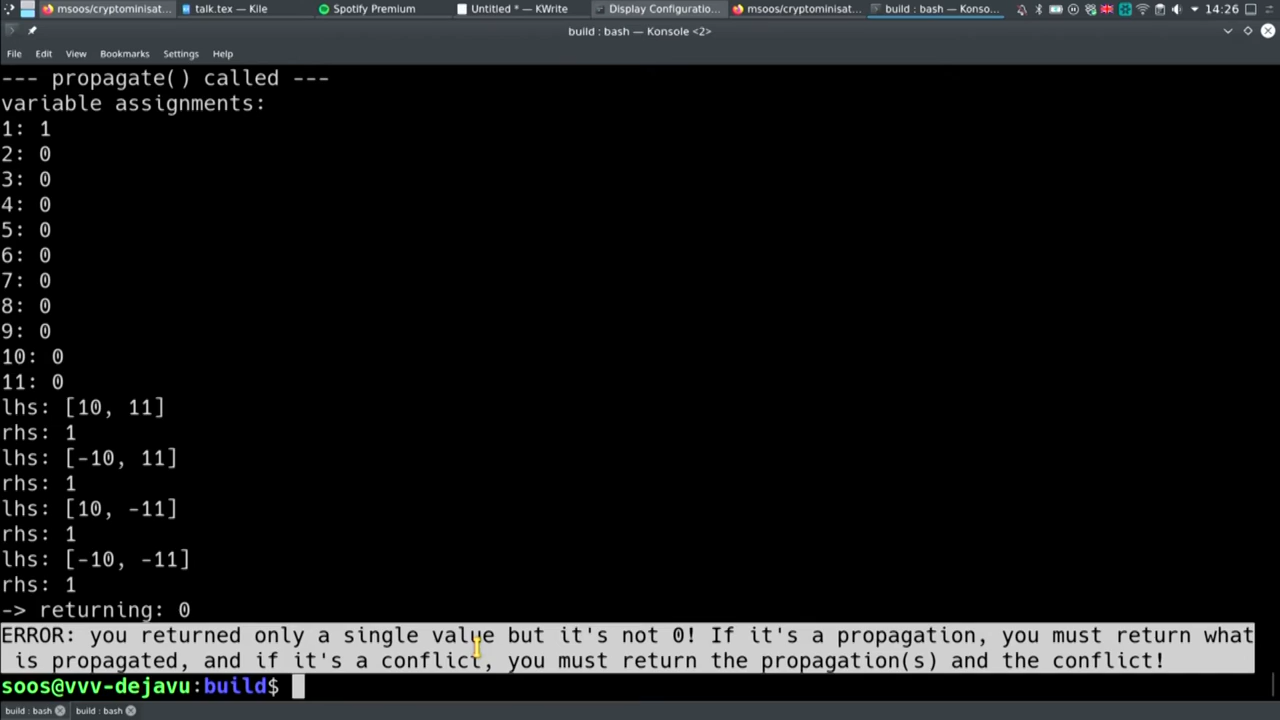 msoos/cryptominisat…
talk.tex — Kile
Spotify Premium
Untitled * — KWrite
Display Configuratio…
msoos/cryptominisat…
build : bash — Konso…
14:26
build : bash — Konsole <2>
File Edit View Bookmarks Settings Help
--- propagate() called ---
variable assignments:
1: 1
2: 0
3: 0
4: 0
5: 0
6: 0
7: 0
8: 0
9: 0
10: 0
11: 0
lhs: [10, 11]
rhs: 1
lhs: [-10, 11]
rhs: 1
lhs: [10, -11]
rhs: 1
lhs: [-10, -11]
rhs: 1
-> returning: 0
ERROR: you returned only a single value but it's not 0! If it's a propagation, you must return what
is propagated, and if it's a conflict, you must return the propagation(s) and the conflict!
soos@vvv-dejavu:build$
build : bash
build : bash